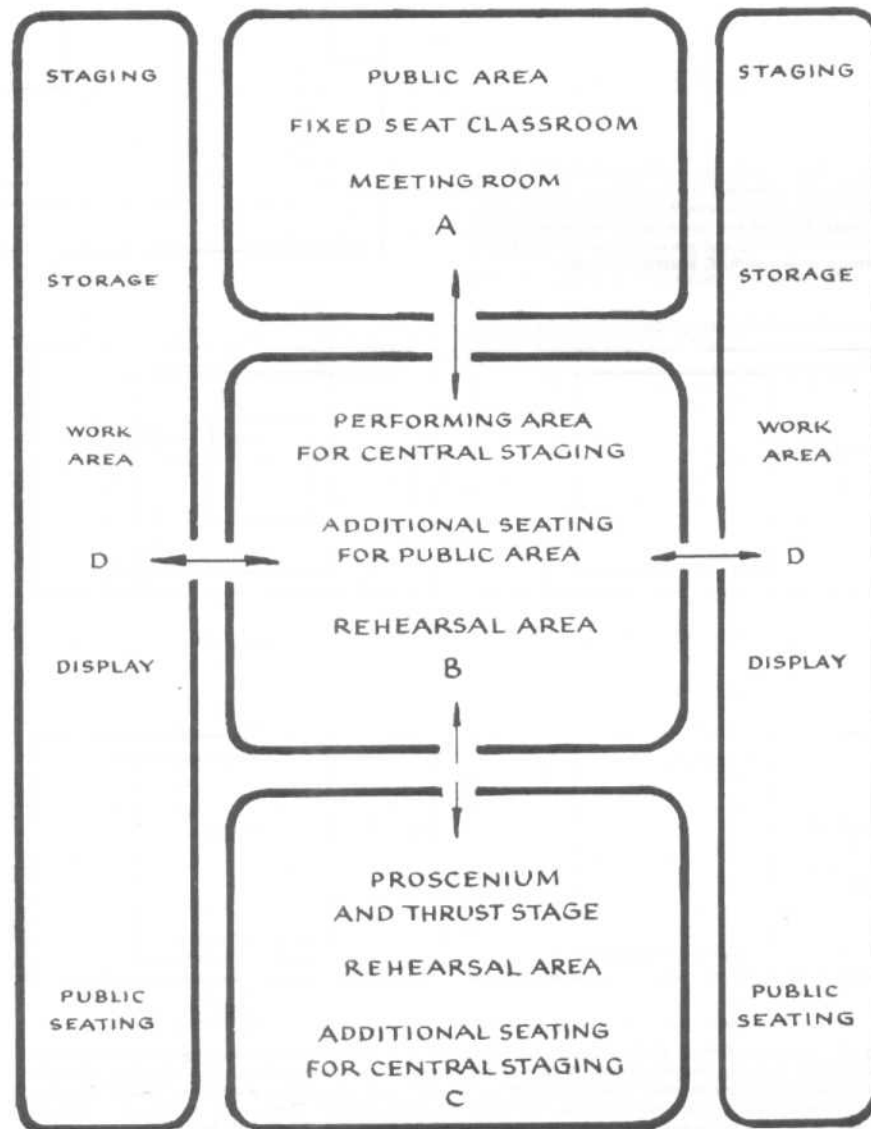 STAGING
STORAGE
WORK
AREA
D
DISPLAY
PUBLIC
SEATING
PUBLIC AREA
FIXED SEAT CLASSROOM
MEETING ROOM
A
PERFORMING AREA
FOR CENTRAL STAGING
ADDITIONAL SEATING
FOR PUBLIC AREA
REHEARSAL AREA
B
PROSCENIUM
AND THRUST STAGE
REHEARSAL AREA
ADDITIONAL SEATING
FOR CENTRAL STAGING
C
STAGING
STORAGE
WORK
AREA
D
DISPLAY
PUBLIC
SEATING